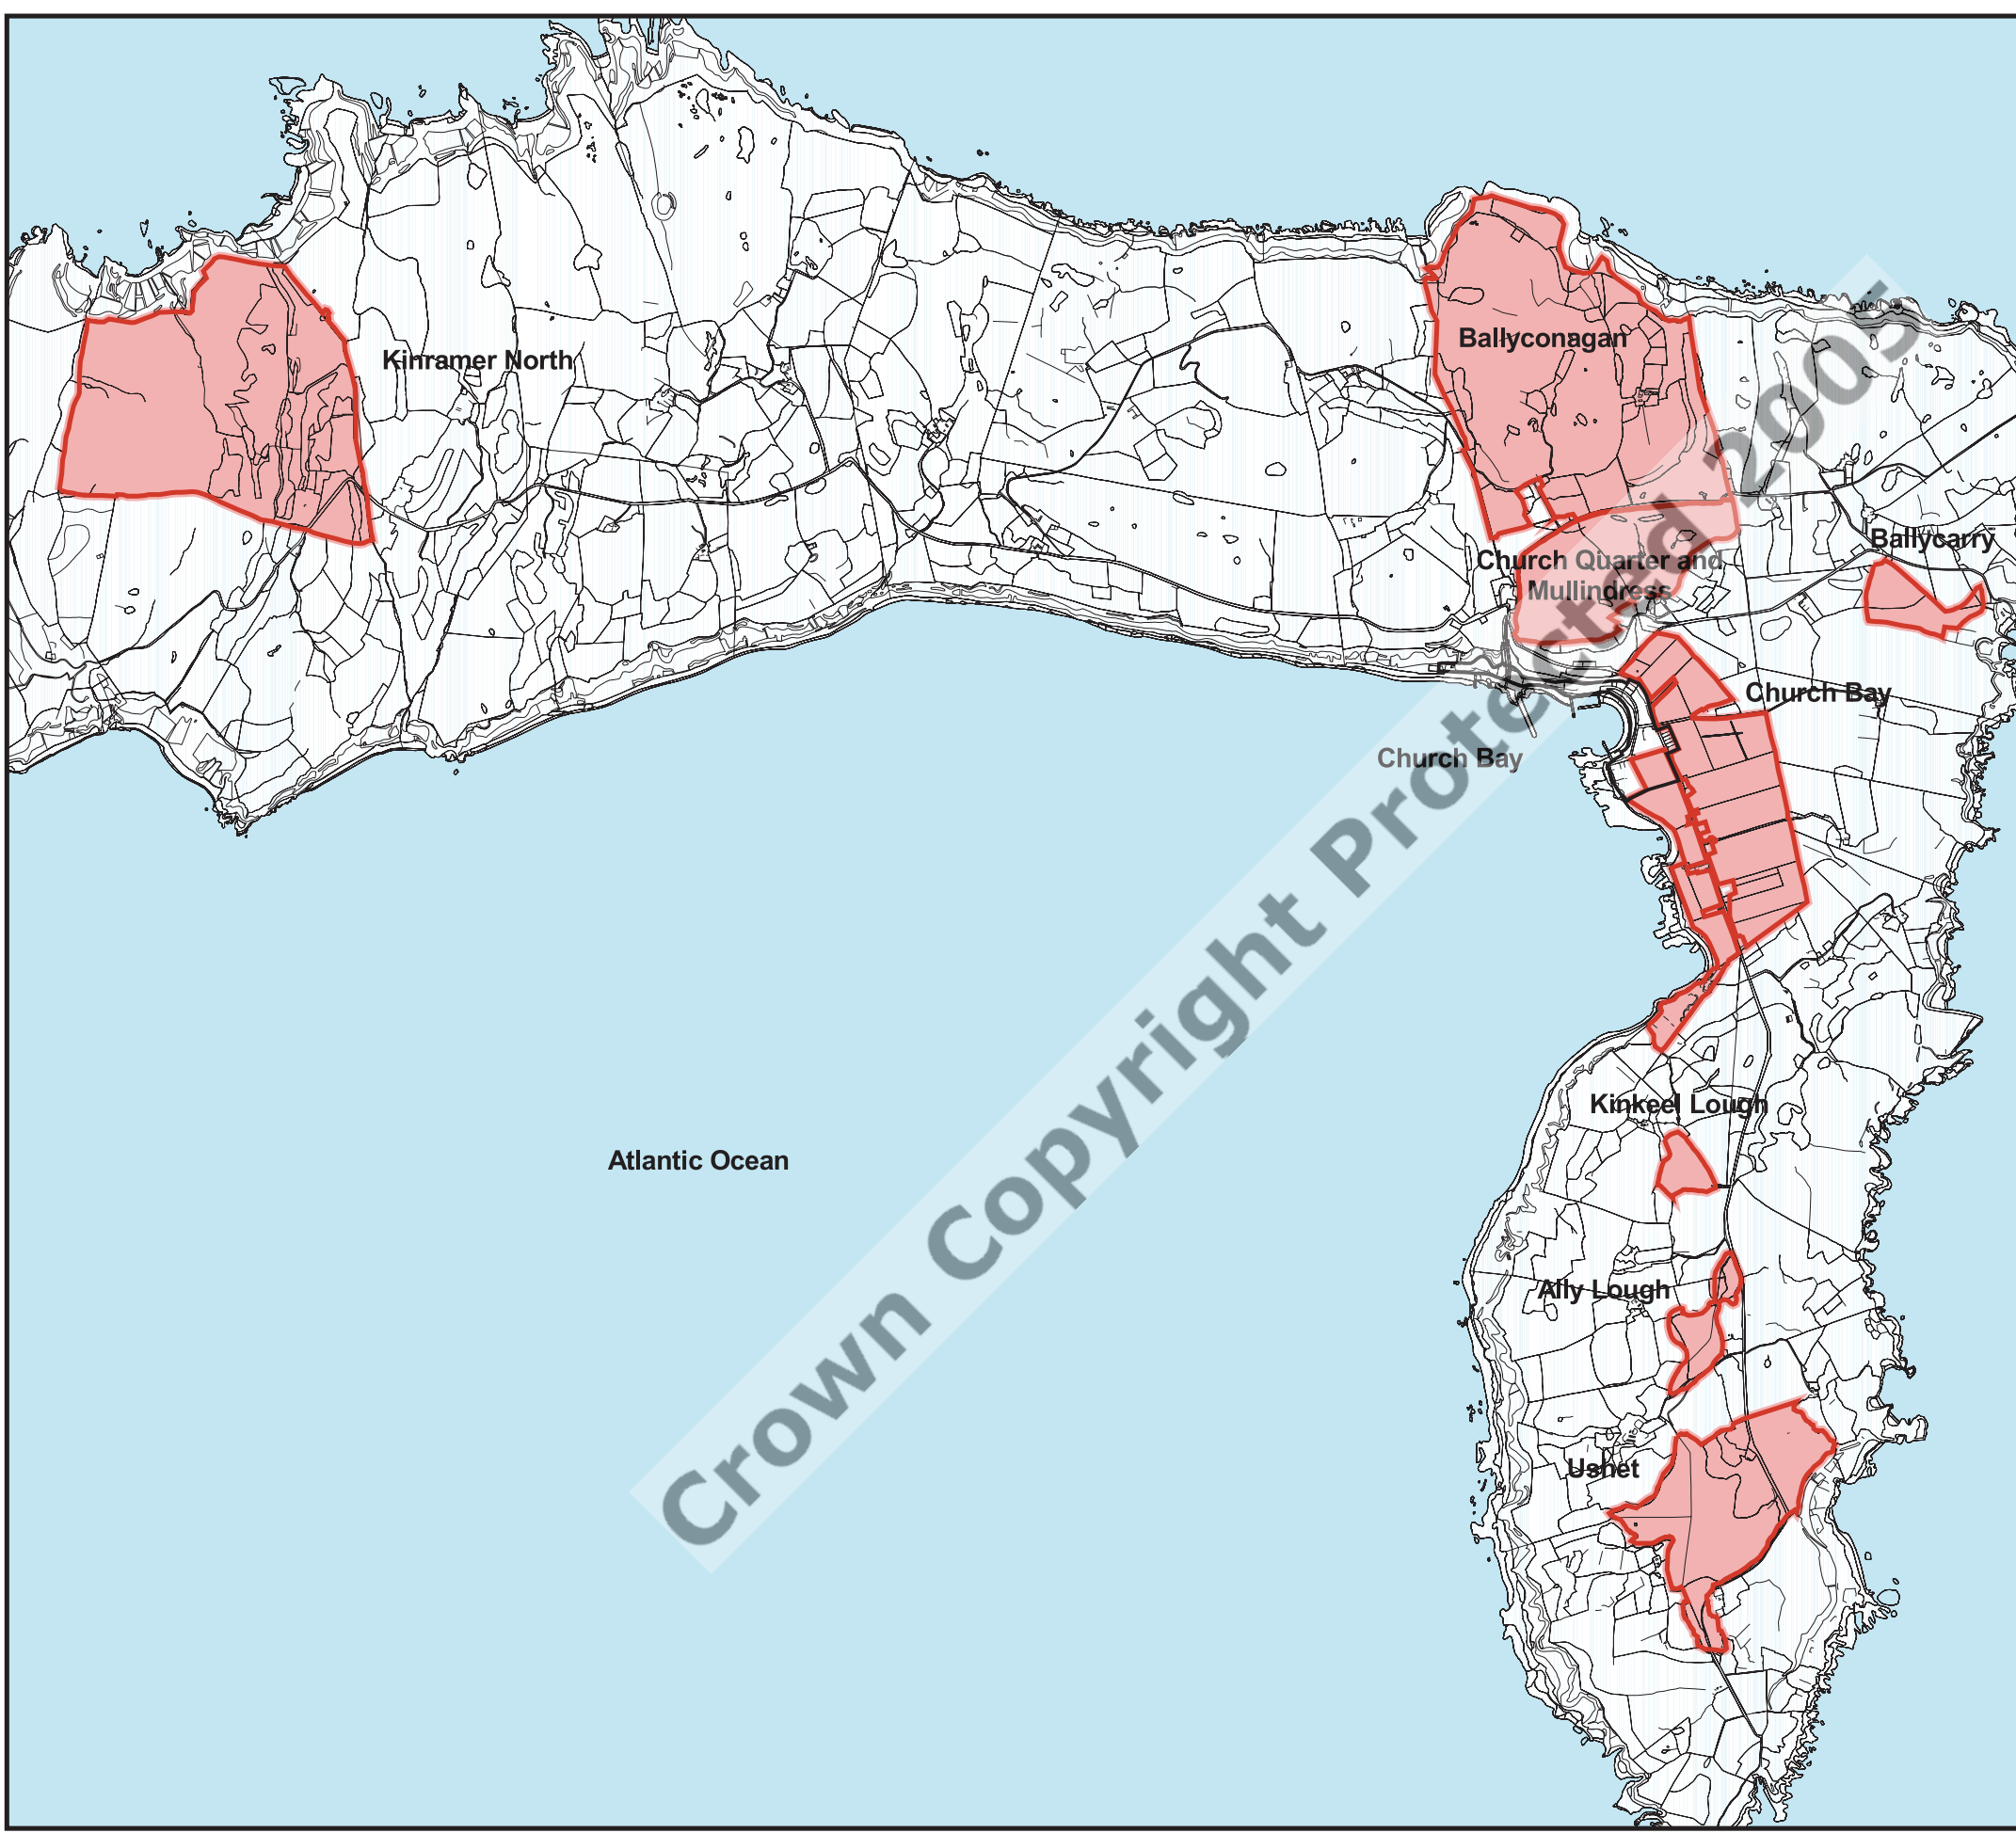 Ballyconagan
Kinramer North
Ballycarry
Church Quarter and
Mullindress
Church Bay
Church Bay
Kinkeel Lough
Atlantic Ocean
Ally Lough
Ushet
Crown Copyright Protected 2005